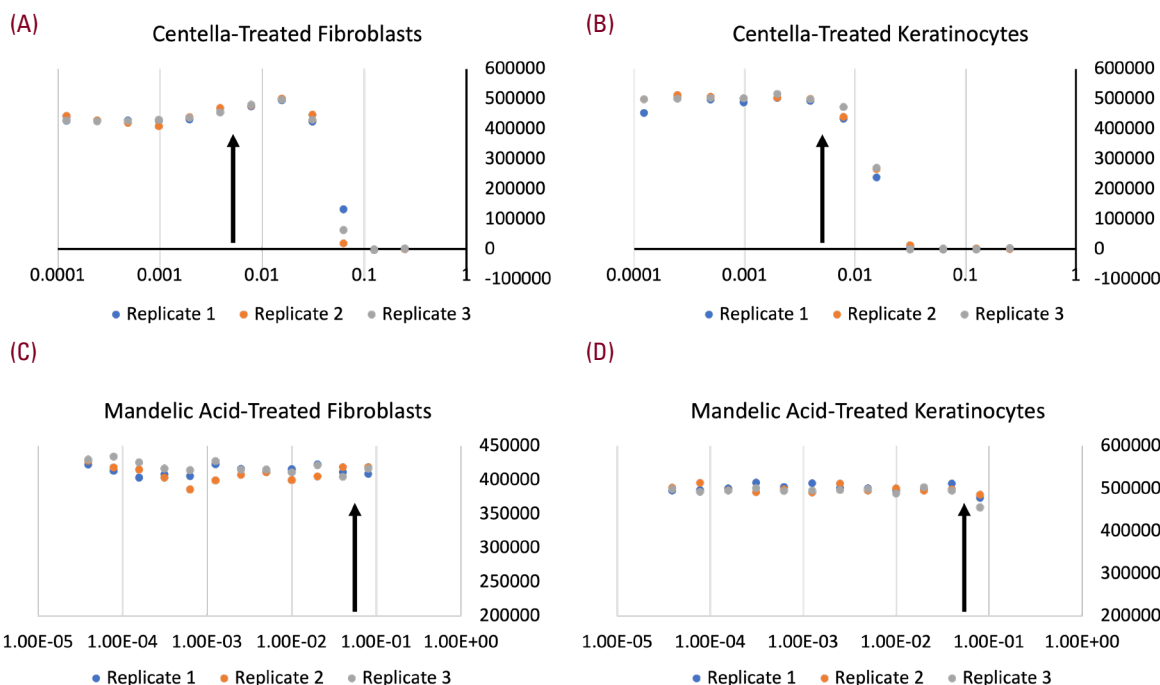 (A)
Centella-Treated Fibroblasts
600000
500000
400000
300000
200000
100000
0
-100000
0.0001 0.001 0.01 0.1 1
Replicate 1 Replicate 2 Replicate 3
(B)
Centella-Treated Keratinocytes
600000
500000
400000
300000
200000
100000
0
-100000
0.0001 0.001 0.01 0.1 1
Replicate 1 Replicate 2 Replicate 3
(C)
Mandelic Acid-Treated Fibroblasts
450000
400000
350000
300000
250000
200000
1.00E-05 1.00E-04 1.00E-03 1.00E-02 1.00E-01 1.00E+00
Replicate 1 Replicate 2 Replicate 3
(D)
Mandelic Acid-Treated Keratinocytes
600000
500000
400000
300000
200000
1.00E-05 1.00E-04 1.00E-03 1.00E-02 1.00E-01 1.00E+00
Replicate 1 Replicate 2 Replicate 3